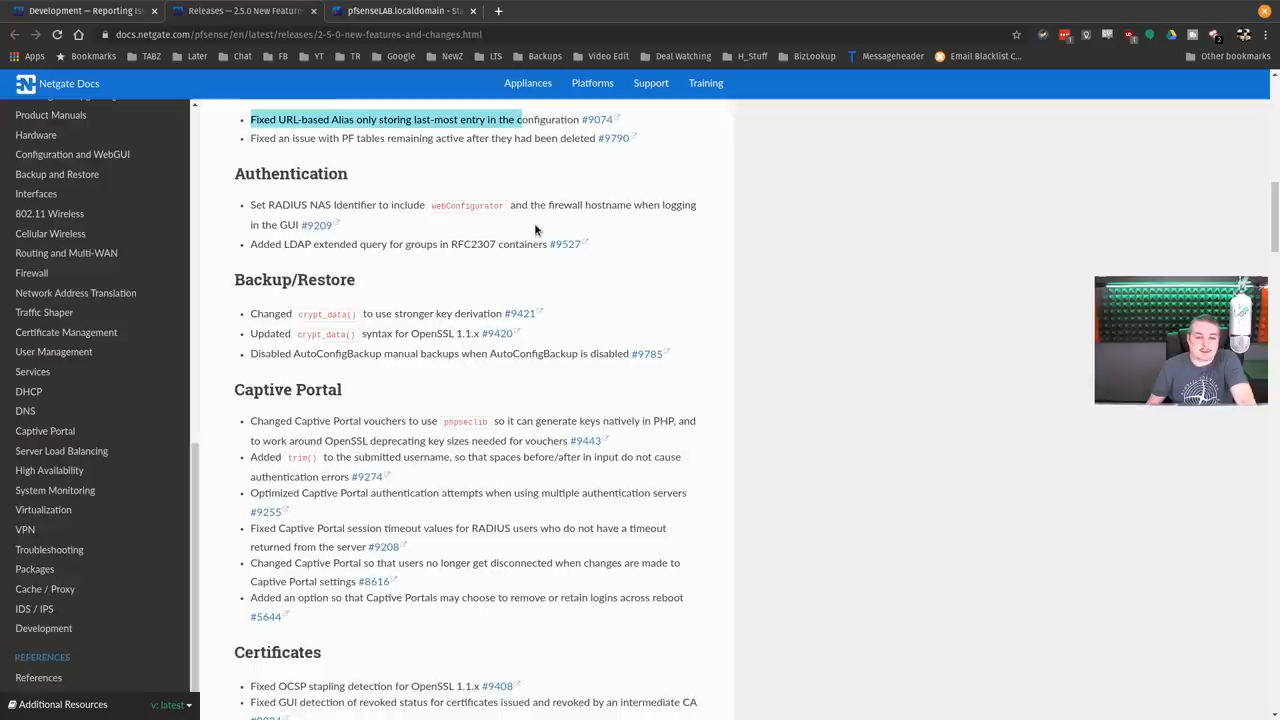 Development — Reporting Is
Releases — 2.5.0 New Feature
pfsenseLAB.localdomain - Sta
docs.netgate.com/pfsense/en/latest/releases/2-5-0-new-features-and-changes.html
Apps Bookmarks TABZ Later Chat FB YT TR Google NewZ LTS Backups Video Edit Deal Watching H_Stuff BizLookup Messageheader Email Blacklist C... Other bookmarks
Netgate Docs
Appliances Platforms Support Training
Product Manuals
Hardware
Configuration and WebGUI
Backup and Restore
Interfaces
802.11 Wireless
Cellular Wireless
Routing and Multi-WAN
Firewall
Network Address Translation
Traffic Shaper
Certificate Management
User Management
Services
DHCP
DNS
Captive Portal
Server Load Balancing
High Availability
System Monitoring
Virtualization
VPN
Troubleshooting
Packages
Cache / Proxy
IDS / IPS
Development
REFERENCES
References
Additional Resources v: latest
Fixed URL-based Alias only storing last-most entry in the configuration #9074
Fixed an issue with PF tables remaining active after they had been deleted #9790
Authentication
Set RADIUS NAS Identifier to include webConfigurator and the firewall hostname when logging
in the GUI #9209
Added LDAP extended query for groups in RFC2307 containers #9527
Backup/Restore
Changed crypt_data() to use stronger key derivation #9421
Updated crypt_data() syntax for OpenSSL 1.1.x #9420
Disabled AutoConfigBackup manual backups when AutoConfigBackup is disabled #9785
Captive Portal
Changed Captive Portal vouchers to use phpseclib so it can generate keys natively in PHP, and
to work around OpenSSL deprecating key sizes needed for vouchers #9443
Added trim() to the submitted username, so that spaces before/after in input do not cause
authentication errors #9274
Optimized Captive Portal authentication attempts when using multiple authentication servers
#9255
Fixed Captive Portal session timeout values for RADIUS users who do not have a timeout
returned from the server #9208
Changed Captive Portal so that users no longer get disconnected when changes are made to
Captive Portal settings #8616
Added an option so that Captive Portals may choose to remove or retain logins across reboot
#5644
Certificates
Fixed OCSP stapling detection for OpenSSL 1.1.x #9408
Fixed GUI detection of revoked status for certificates issued and revoked by an intermediate CA